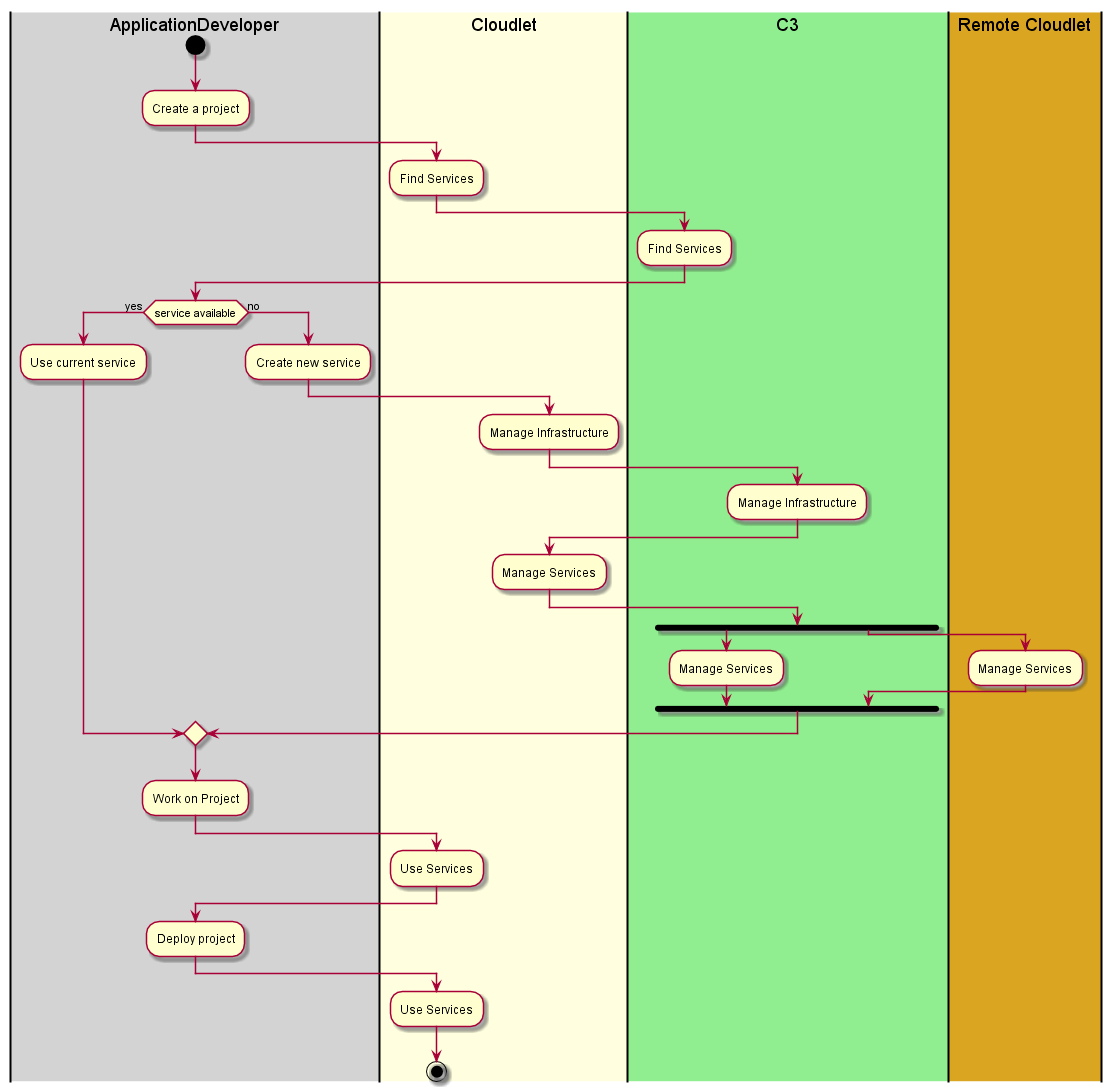 ApplicationDeveloper
Cloudlet
C3
Remote Cloudlet
Create a project
Find Services
Find Services
yes
service available
no
Use current service
Create new service
Manage Infrastructure
Manage Infrastructure
Manage Services
Manage Services
Manage Services
Work on Project
Use Services
Deploy project
Use Services